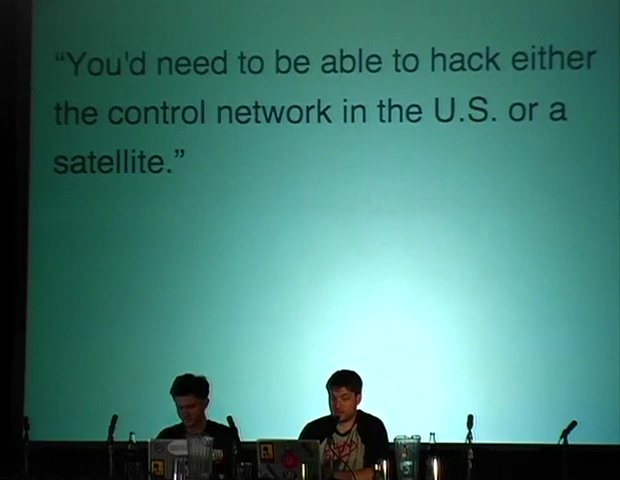 “You'd need to be able to hack either
the control network in the U.S. or a
satellite.”